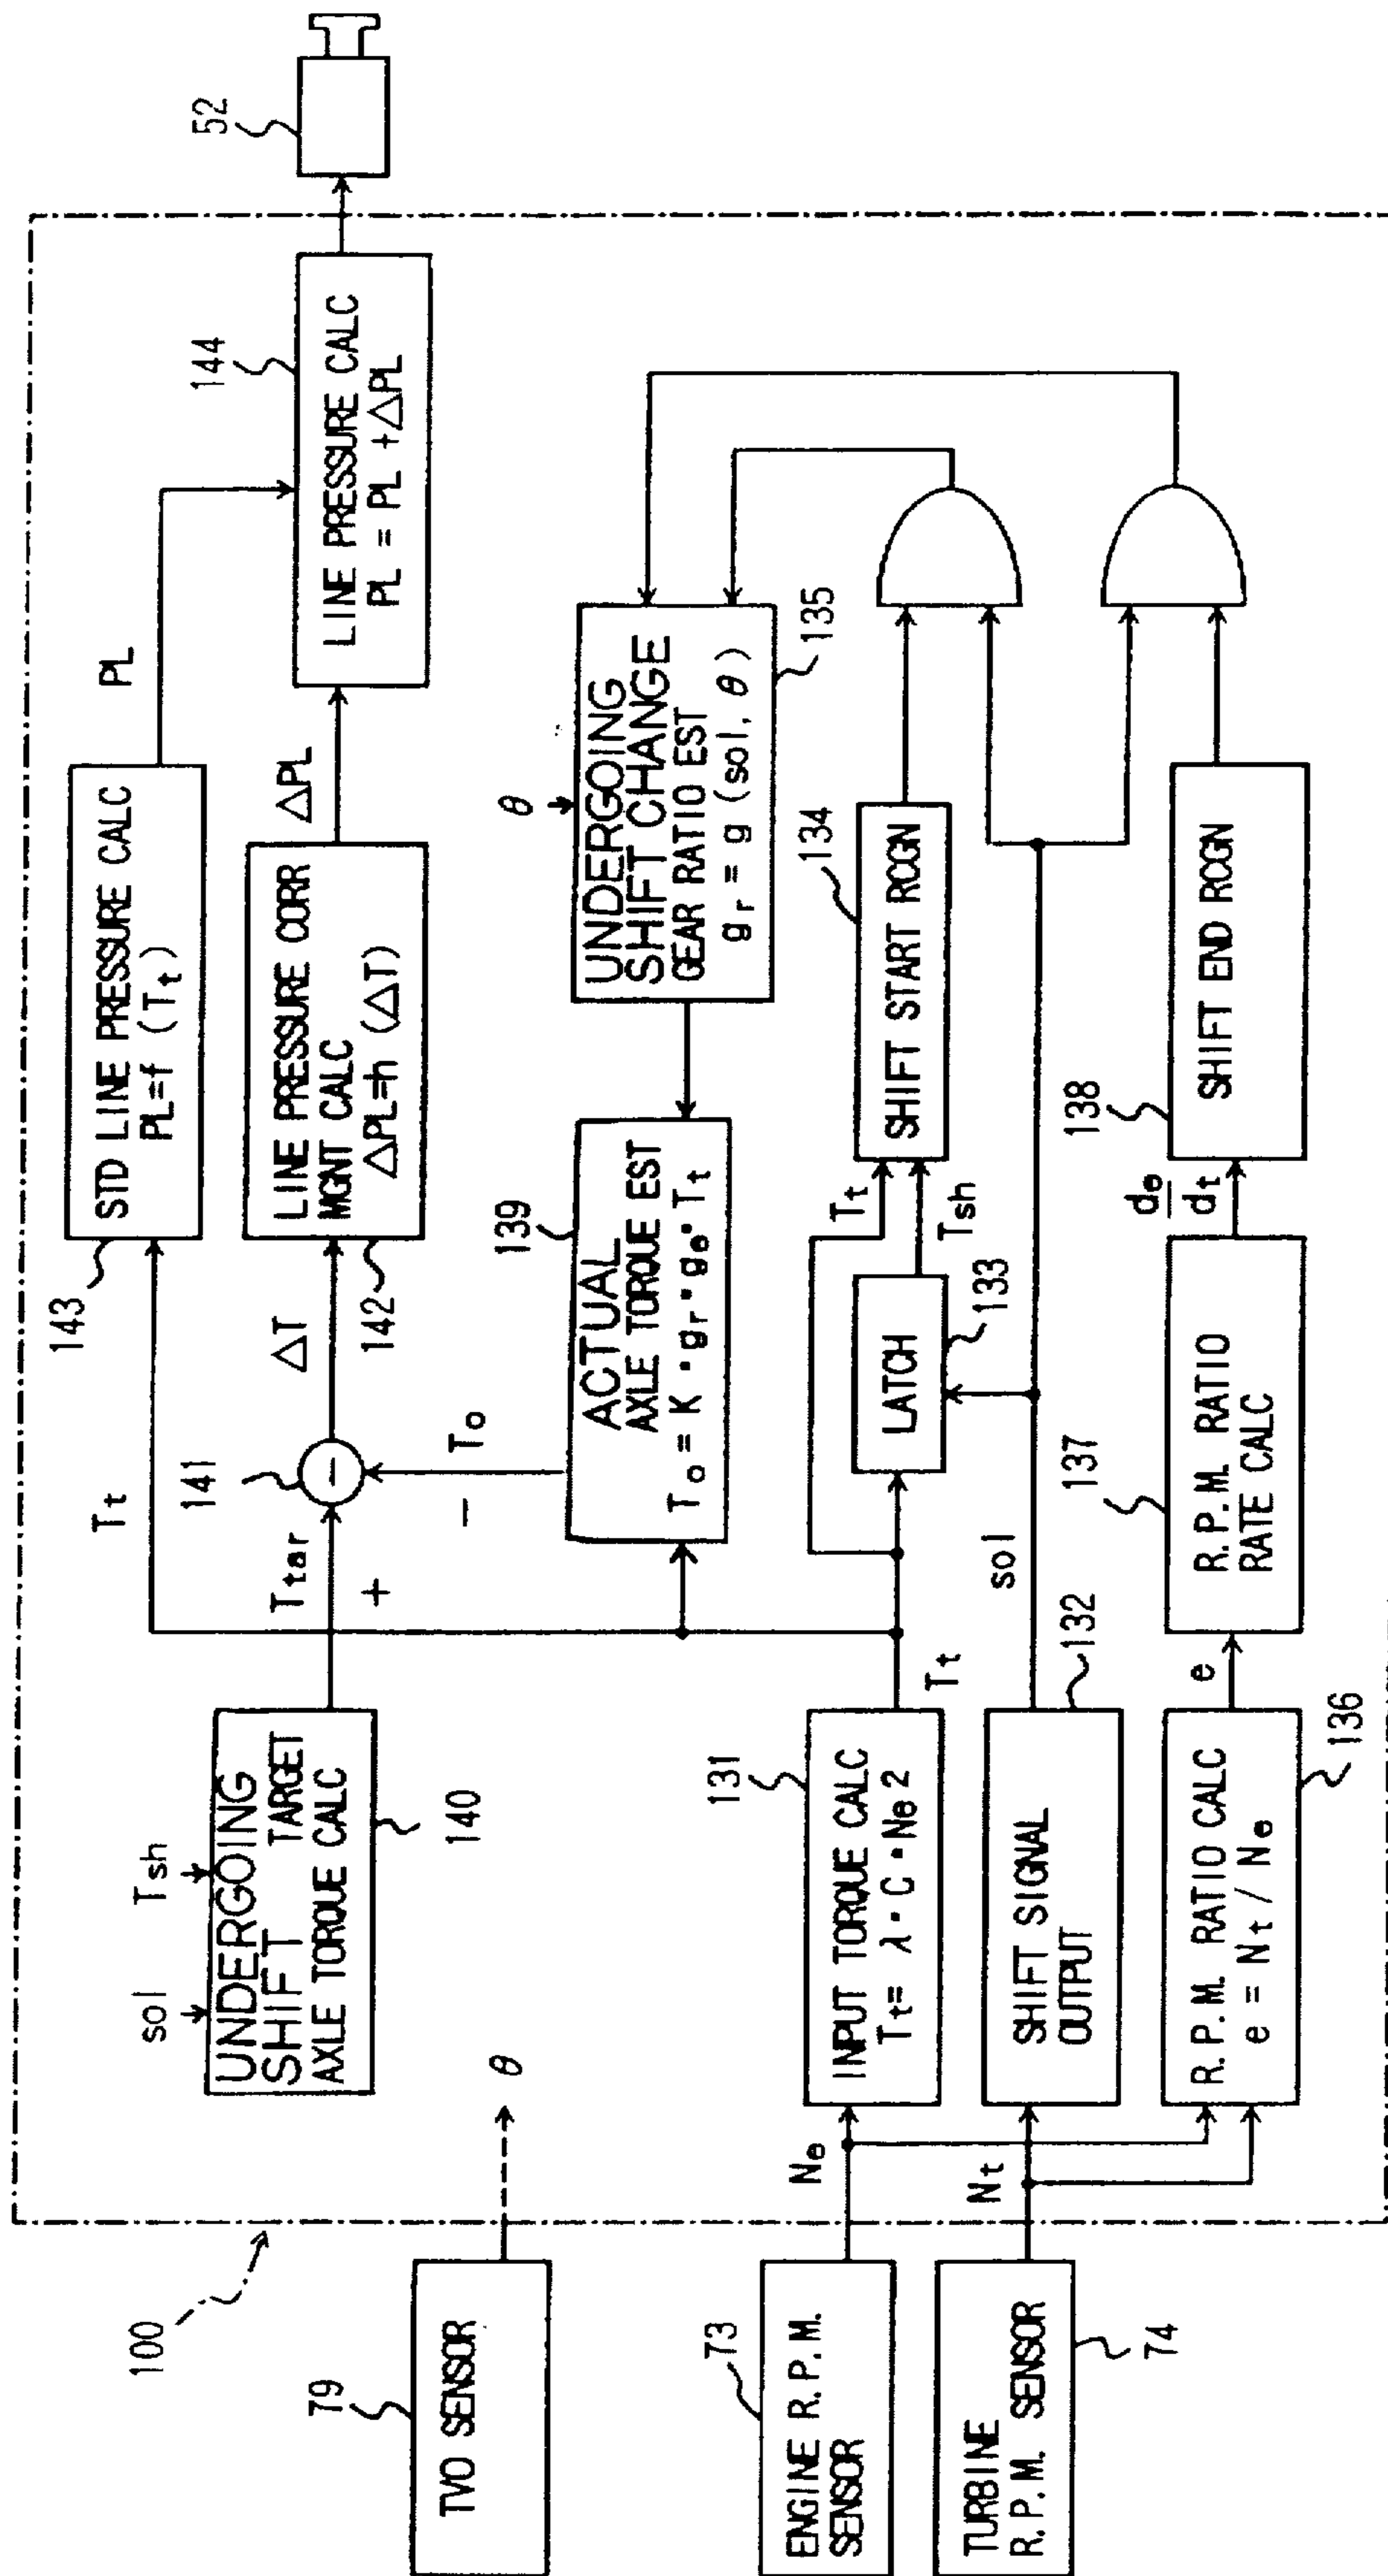 100
79
TVO SENSOR
θ
73
ENGINE R.P.M.
SENSOR
TURBINE
R.P.M. SENSOR
74
Ne
Nt
sol
Tsh
UNDERGOING
SHIFT TARGET
AXLE TORQUE CALC
140
131
INPUT TORQUE CALC
Tt = λ・C・Ne2
Tt
SHIFT SIGNAL
OUTPUT
132
sol
R.P.M. RATIO CALC
e = Nt / Ne
136
e
137
R.P.M. RATIO
RATE CALC
de
dt
138
SHIFT END RCGN
Tt
Ttar
+
141
−
−
To
ΔT
143
STD LINE PRESSURE CALC
PL=f (Tt)
PL
LINE PRESSURE CORR
MGNT CALC
ΔPL=h (ΔT)
142
ΔPL
139
ACTUAL
AXLE TORQUE EST
To = K・gr・ge・Tt
LATCH
133
Tt
Tsh
134
SHIFT START RCGN
θ
UNDERGOING
SHIFT CHANGE
GEAR RATIO EST
gr = g (sol, θ)
135
144
LINE PRESSURE CALC
PL = PL +ΔPL
52